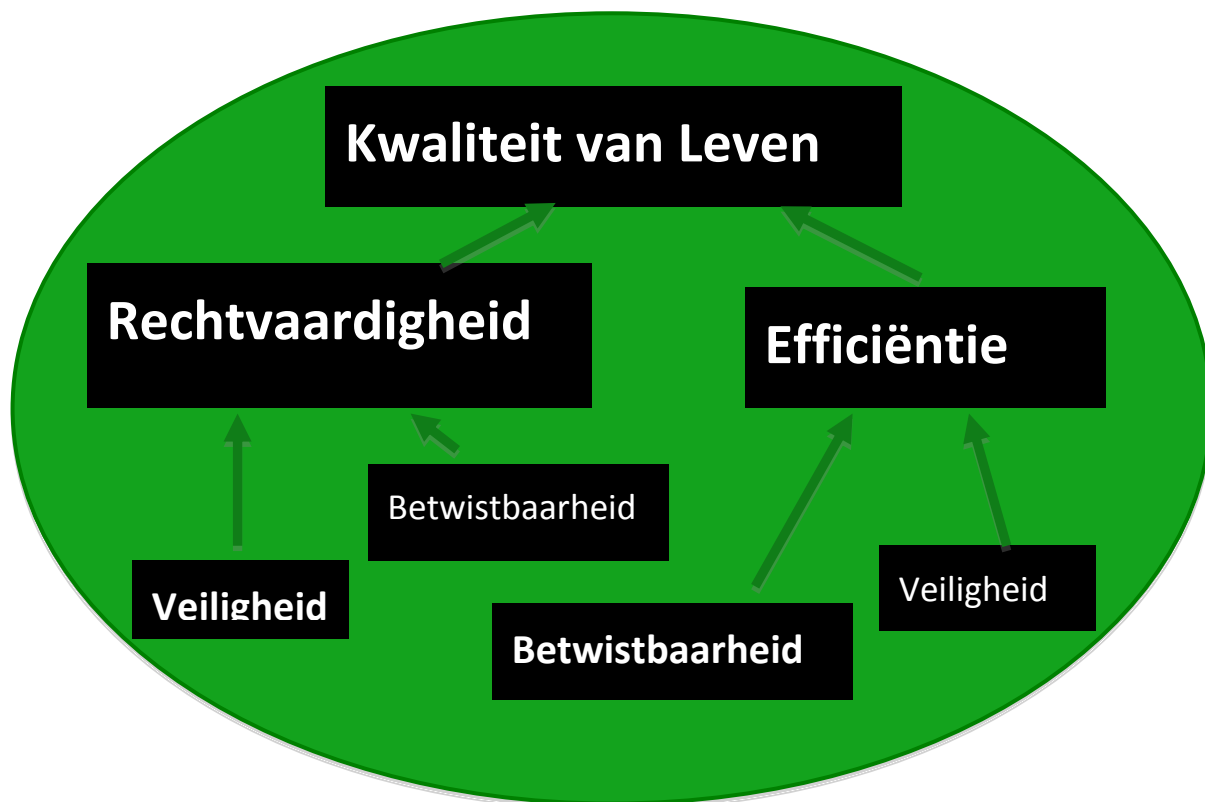 Kwaliteit van Leven
Rechtvaardigheid
Efficiëntie
Betwistbaarheid
Veiligheid
Veiligheid
Betwistbaarheid